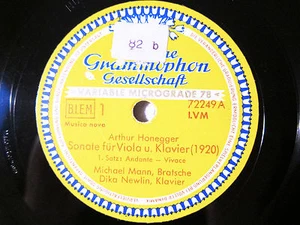 92 b
Grammophon
Gesellschaft
VARIABLE MICROGRADE 78
BLEM 1
72249 A
LVM
Musica nova
Arthur Honegger
Sonate für Viola u. Klavier (1920)
1. Satz: Andante - Vivace
Michael Mann, Bratsche
Dika Newlin, Klavier